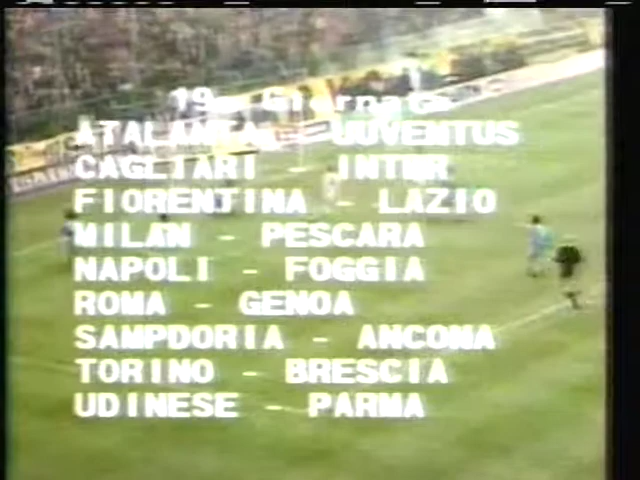 19a Giornata
ATALANTA - JUVENTUS
CAGLIARI - INTER
FIORENTINA - LAZIO
MILAN - PESCARA
NAPOLI - FOGGIA
ROMA - GENOA
SAMPDORIA - ANCONA
TORINO - BRESCIA
UDINESE - PARMA